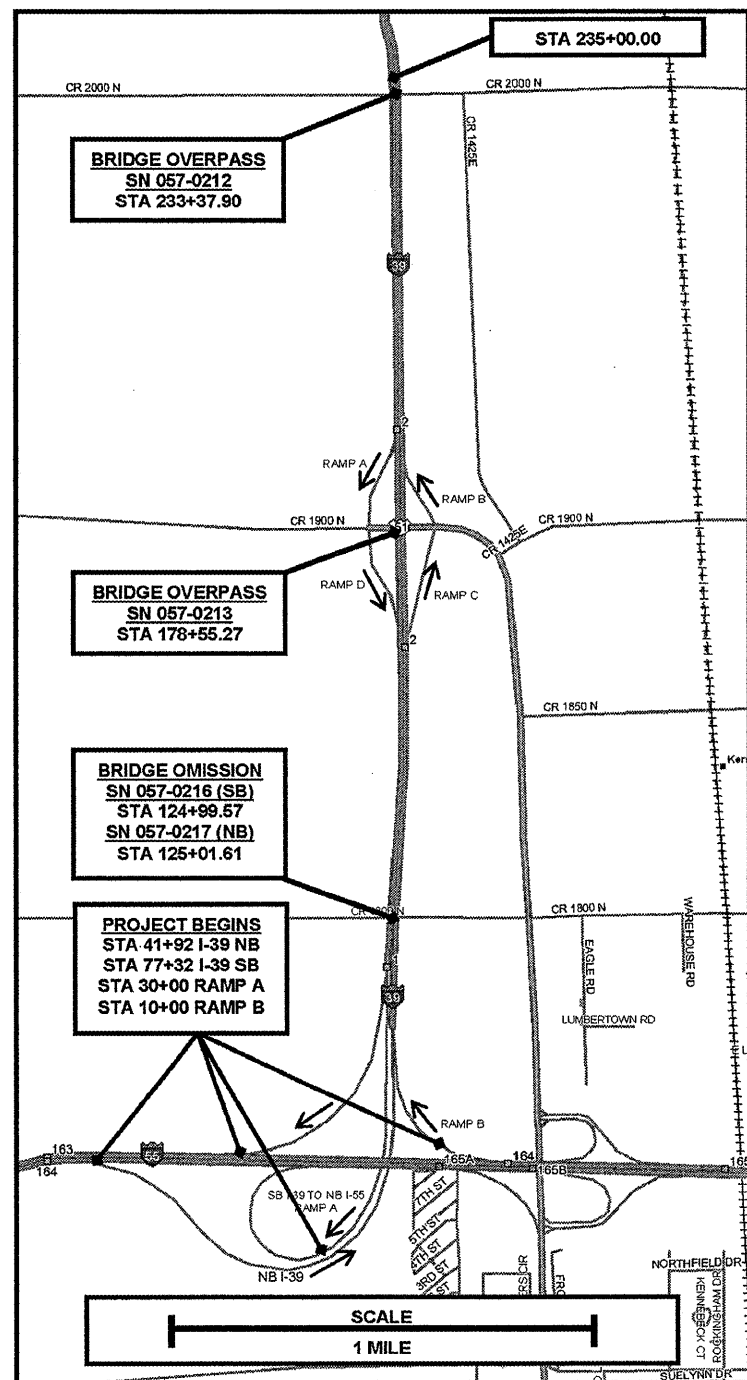 STA 235+00.00
CR 2000 N
CR 2000 N
CR 1425E
BRIDGE OVERPASS
SN 057-0212
STA 233+37.90
39
2
RAMP A
RAMP B
CR 1900 N
51
CR 1900 N
CR 1425E
RAMP D
RAMP C
BRIDGE OVERPASS
SN 057-0213
STA 178+55.27
2
CR 1850 N
BRIDGE OMISSION
SN 057-0216 (SB)
STA 124+99.57
SN 057-0217 (NB)
STA 125+01.61
CR 1800 N
WAREHOUSE RD
EAGLE RD
PROJECT BEGINS
STA 41+92 I-39 NB
STA 77+32 I-39 SB
STA 30+00 RAMP A
STA 10+00 RAMP B
1
39
LUMBERTOWN RD
RAMP B
163
164
55
165A
164
165B
SB I-39 TO NB I-55
RAMP A
7TH ST
5TH ST
4TH ST
3RD ST
NB I-39
NORTHFIELD DR
KENNEBECK CT
ROCKINGHAM DR
SCALE
1 MILE
SUELYNN DR